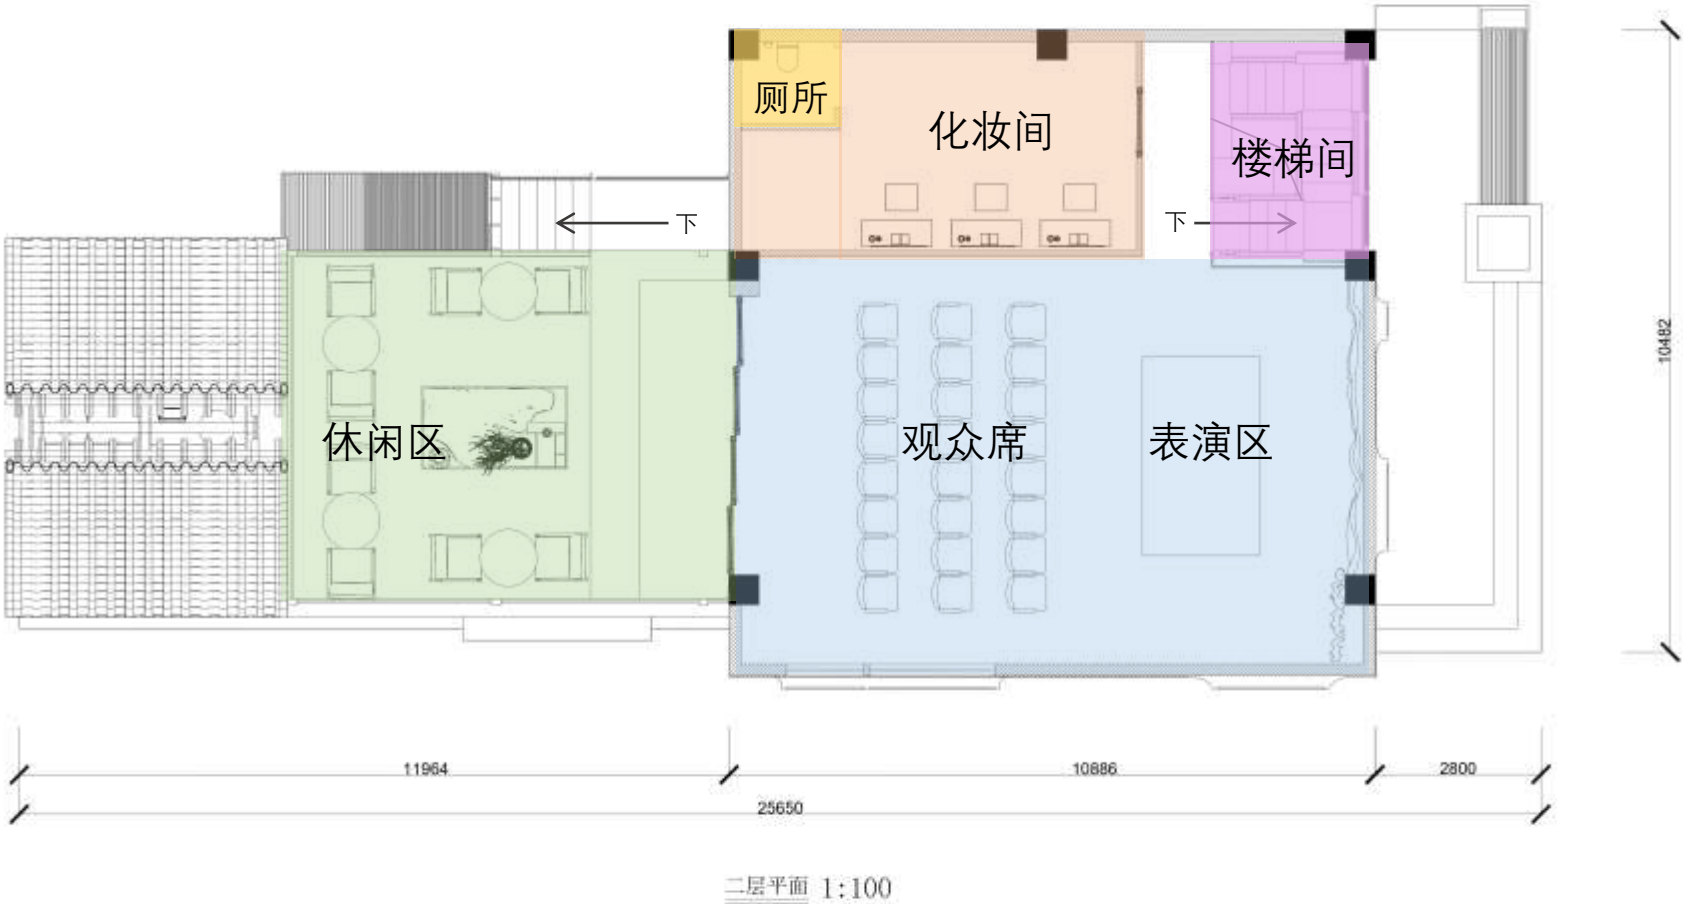 厕所
化妆间
楼梯间
下
下
休闲区
观众席
表演区
10482
11964
10886
2800
25650
二层平面 1:100